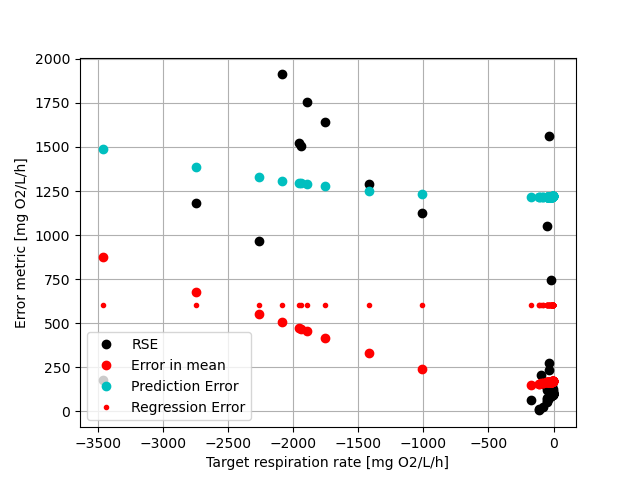 2000
1750
1500
1250
1000
750
500
250
0
Error metric [mg O2/L/h]
RSE
Error in mean
Prediction Error
Regression Error
−3500 −3000 −2500 −2000 −1500 −1000 −500 0
Target respiration rate [mg O2/L/h]